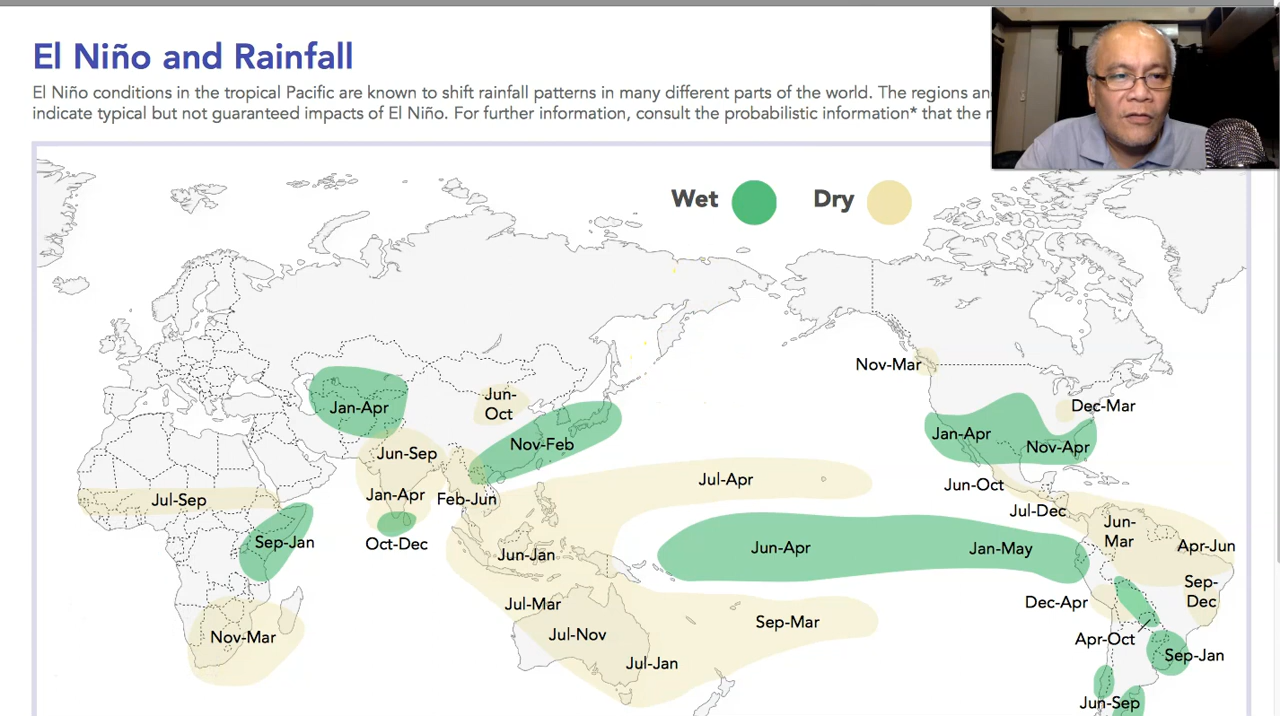 El Niño and Rainfall
El Niño conditions in the tropical Pacific are known to shift rainfall patterns in many different parts of the world. The regions
indicate typical but not guaranteed impacts of El Niño. For further information, consult the probabilistic information* that the
Wet
Dry
Nov-Mar
Jan-Apr
Jun-
Oct
Dec-Mar
Nov-Feb
Jan-Apr
Nov-Apr
Jun-Sep
Jul-Apr
Jun-Oct
Jul-Sep
Jan-Apr
Feb-Jun
Jul-Dec
Jun-
Mar
Sep-Jan
Oct-Dec
Jun-Jan
Jun-Apr
Jan-May
Apr-Jun
Sep-
Dec
Jul-Mar
Dec-Apr
Sep-Mar
Nov-Mar
Jul-Nov
Apr-Oct
Jul-Jan
Sep-Jan
Jun-Sep